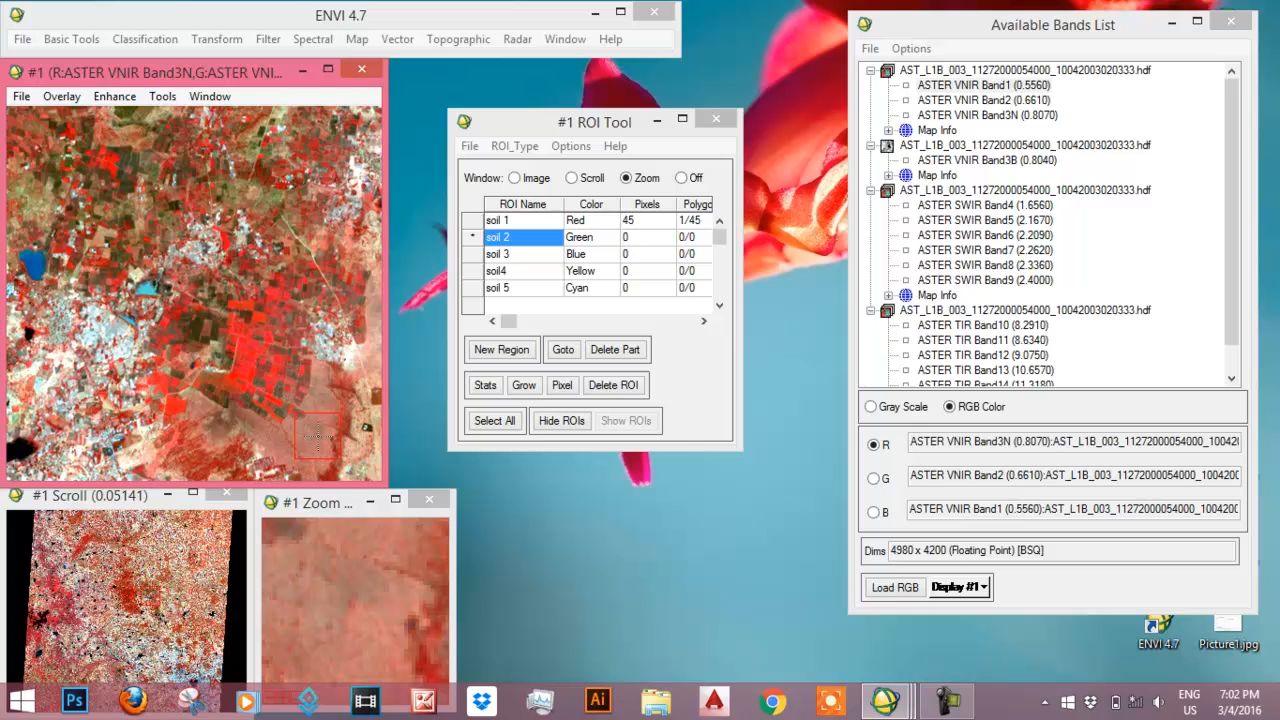 ENVI 4.7
File Basic Tools Classification Transform Filter Spectral Map Vector Topographic Radar Window Help
#1 (R:ASTER VNIR Band3N,G:ASTER VNI...
File Overlay Enhance Tools Window
#1 Scroll (0.05141)
#1 Zoom ...
#1 ROI Tool
File ROI_Type Options Help
Window: Image Scroll Zoom Off
ROI Name Color Pixels Polygo
soil 1 Red 45 1/45
* soil 2 Green 0 0/0
soil 3 Blue 0 0/0
soil4 Yellow 0 0/0
soil 5 Cyan 0 0/0
New Region Goto Delete Part
Stats Grow Pixel Delete ROI
Select All Hide ROIs Show ROIs
Available Bands List
File Options
AST_L1B_003_11272000054000_10042003020333.hdf
ASTER VNIR Band1 (0.5560)
ASTER VNIR Band2 (0.6610)
ASTER VNIR Band3N (0.8070)
Map Info
AST_L1B_003_11272000054000_10042003020333.hdf
ASTER VNIR Band3B (0.8040)
Map Info
AST_L1B_003_11272000054000_10042003020333.hdf
ASTER SWIR Band4 (1.6560)
ASTER SWIR Band5 (2.1670)
ASTER SWIR Band6 (2.2090)
ASTER SWIR Band7 (2.2620)
ASTER SWIR Band8 (2.3360)
ASTER SWIR Band9 (2.4000)
Map Info
AST_L1B_003_11272000054000_10042003020333.hdf
ASTER TIR Band10 (8.2910)
ASTER TIR Band11 (8.6340)
ASTER TIR Band12 (9.0750)
ASTER TIR Band13 (10.6570)
ASTER TIR Band14 (11.3180)
Gray Scale RGB Color
R ASTER VNIR Band3N (0.8070):AST_L1B_003_11272000054000_10042
G ASTER VNIR Band2 (0.6610):AST_L1B_003_11272000054000_104200
B ASTER VNIR Band1 (0.5560):AST_L1B_003_11272000054000_104200
Dims 4980 x 4200 (Floating Point) [BSQ]
Load RGB Display #1
ENVI 4.7 Picture1.jpg
Ps Ai
ENG 7:02 PM
US 3/4/2016